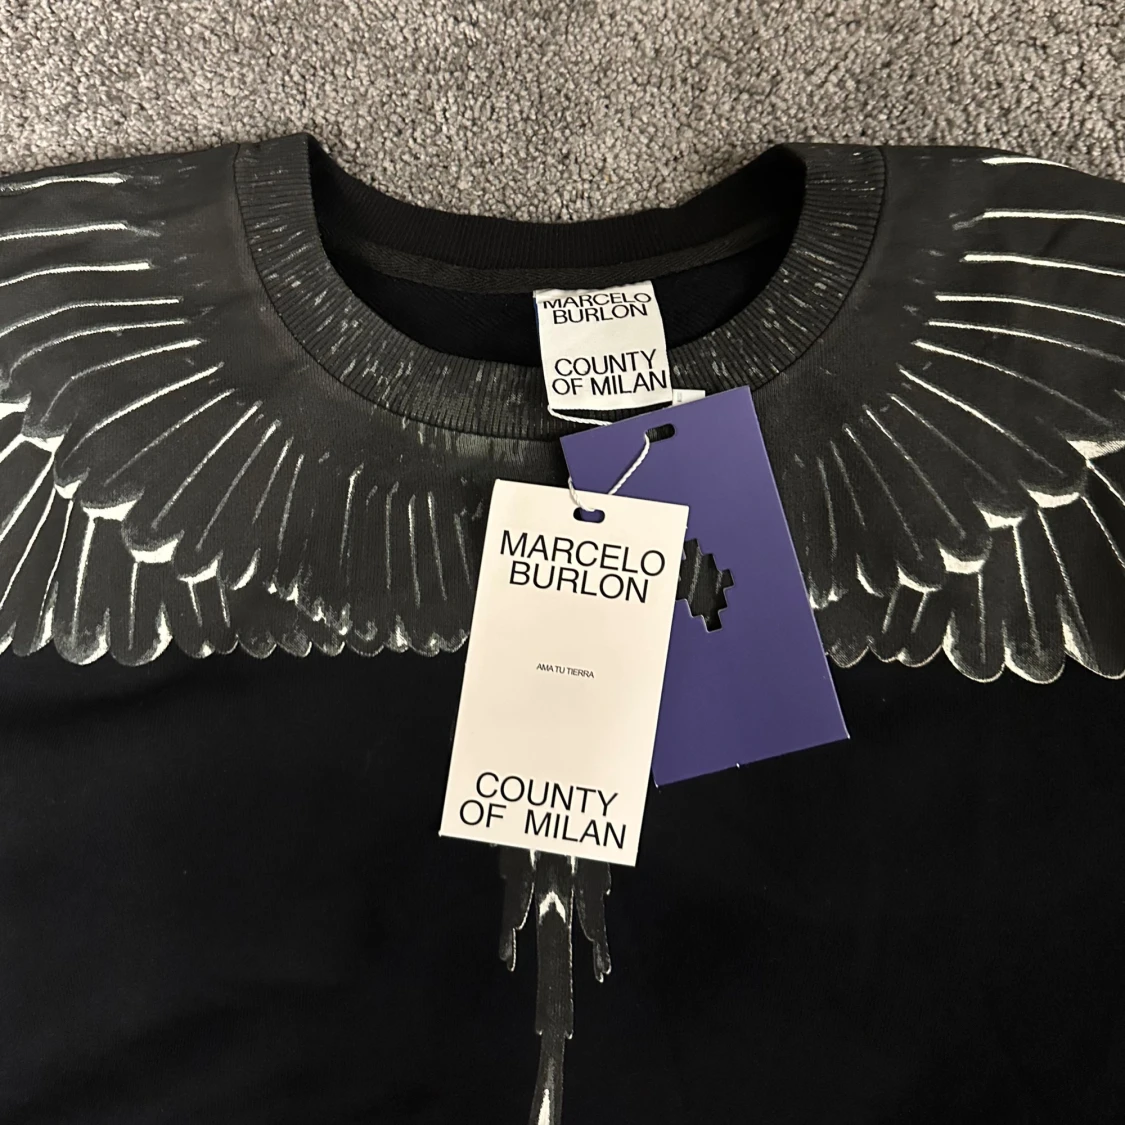 MARCELO
BURLON
COUNTY
OF MILAN
MARCELO
BURLON
AMA TU TIERRA
COUNTY
OF MILAN